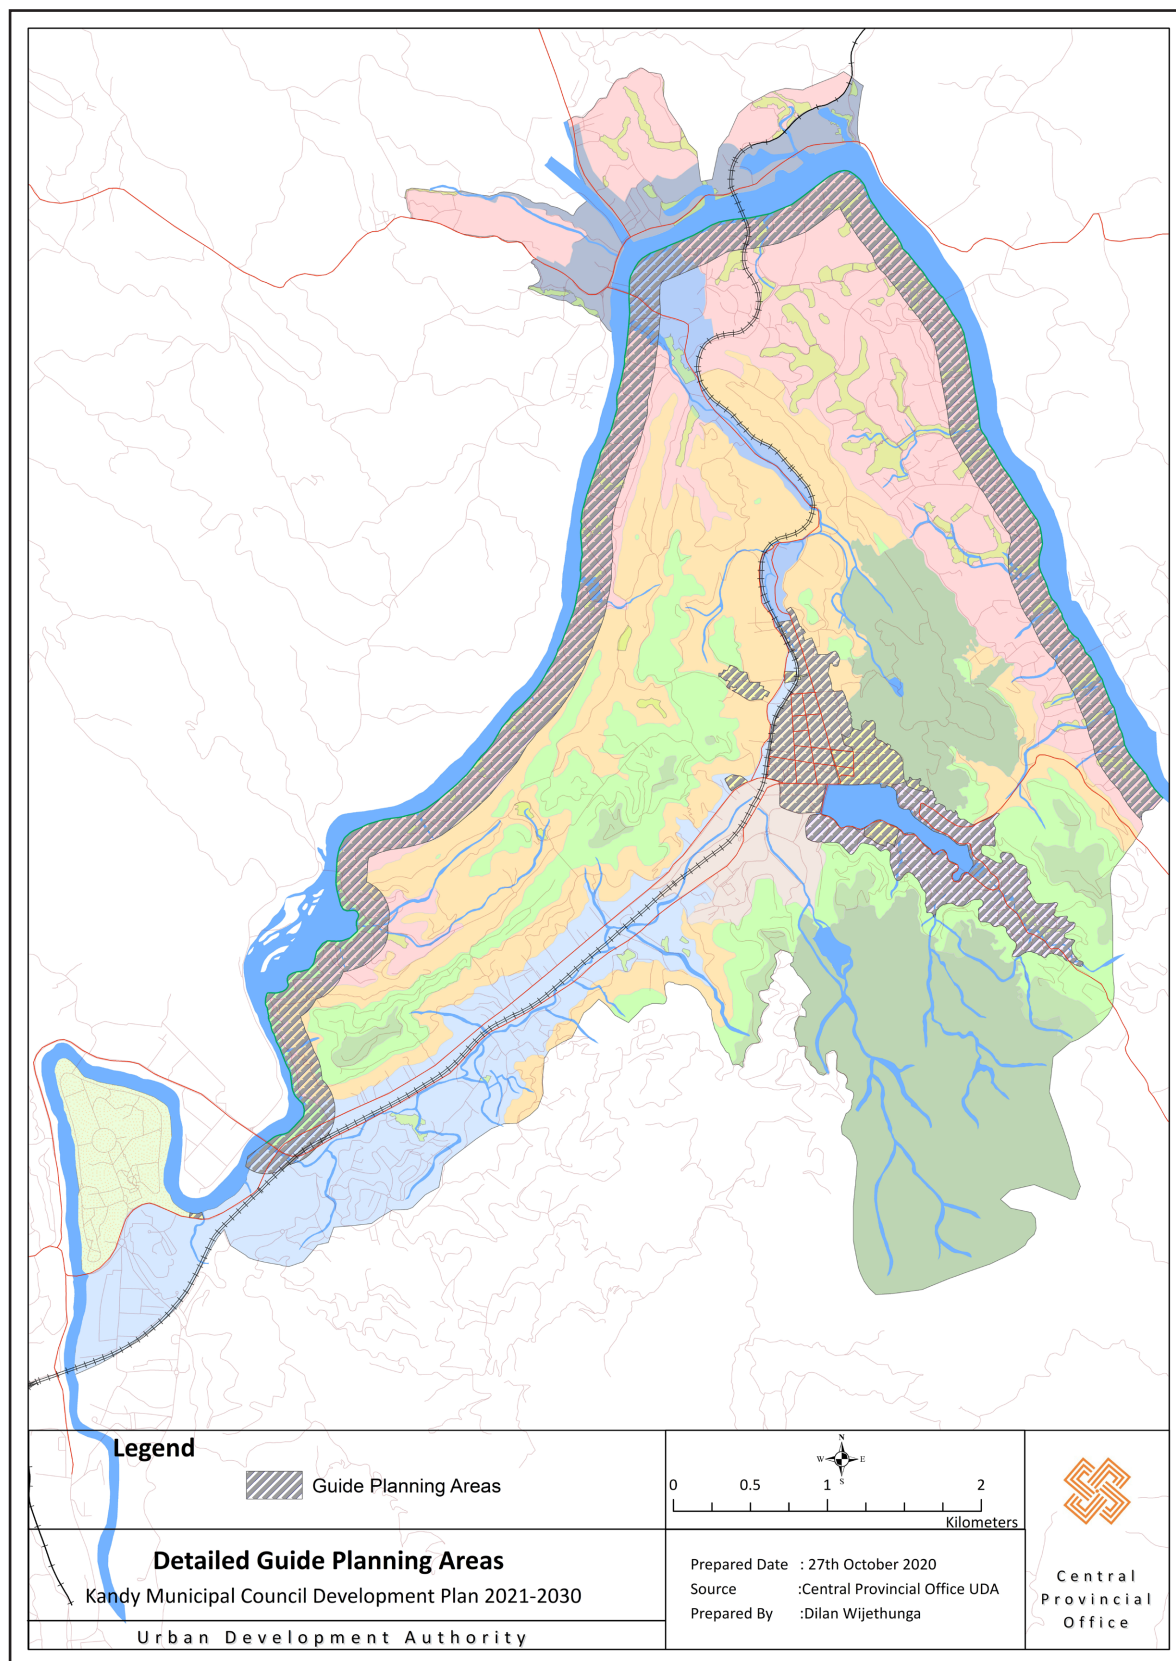 Legend
Guide Planning Areas
Detailed Guide Planning Areas
Kandy Municipal Council Development Plan 2021-2030
Urban Development Authority
N
W E
S
0 0.5 1 2
Kilometers
Prepared Date : 27th October 2020
Source :Central Provincial Office UDA
Prepared By :Dilan Wijethunga
Central
Provincial
Office